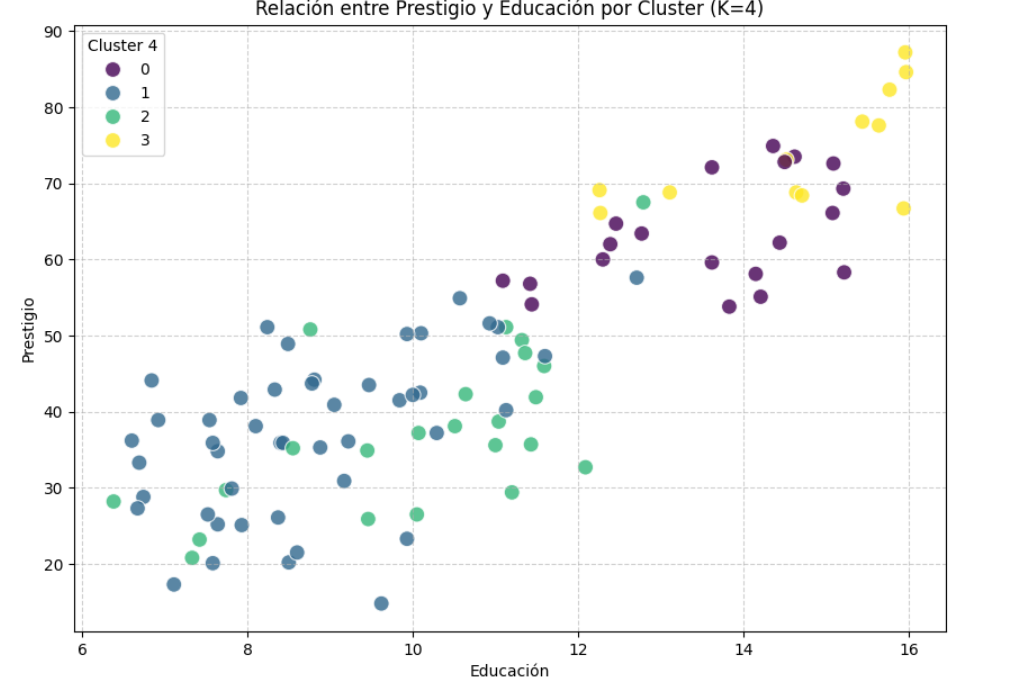 Relación entre Prestigio y Educación por Cluster (K=4)
Cluster 4
0
1
2
3
90
80
70
60
50
40
30
20
Prestigio
6 8 10 12 14 16
Educación